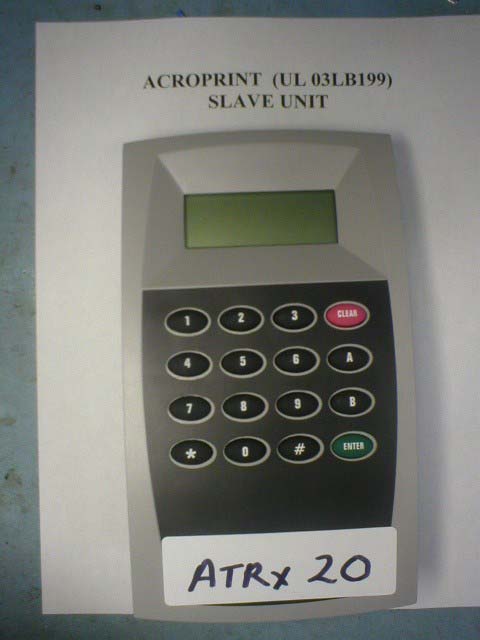 ACROPRINT (UL 03LB199)
SLAVE UNIT
1 2 3 CLEAR
4 5 6 A
7 8 9 B
* 0 # ENTER
ATRx 20